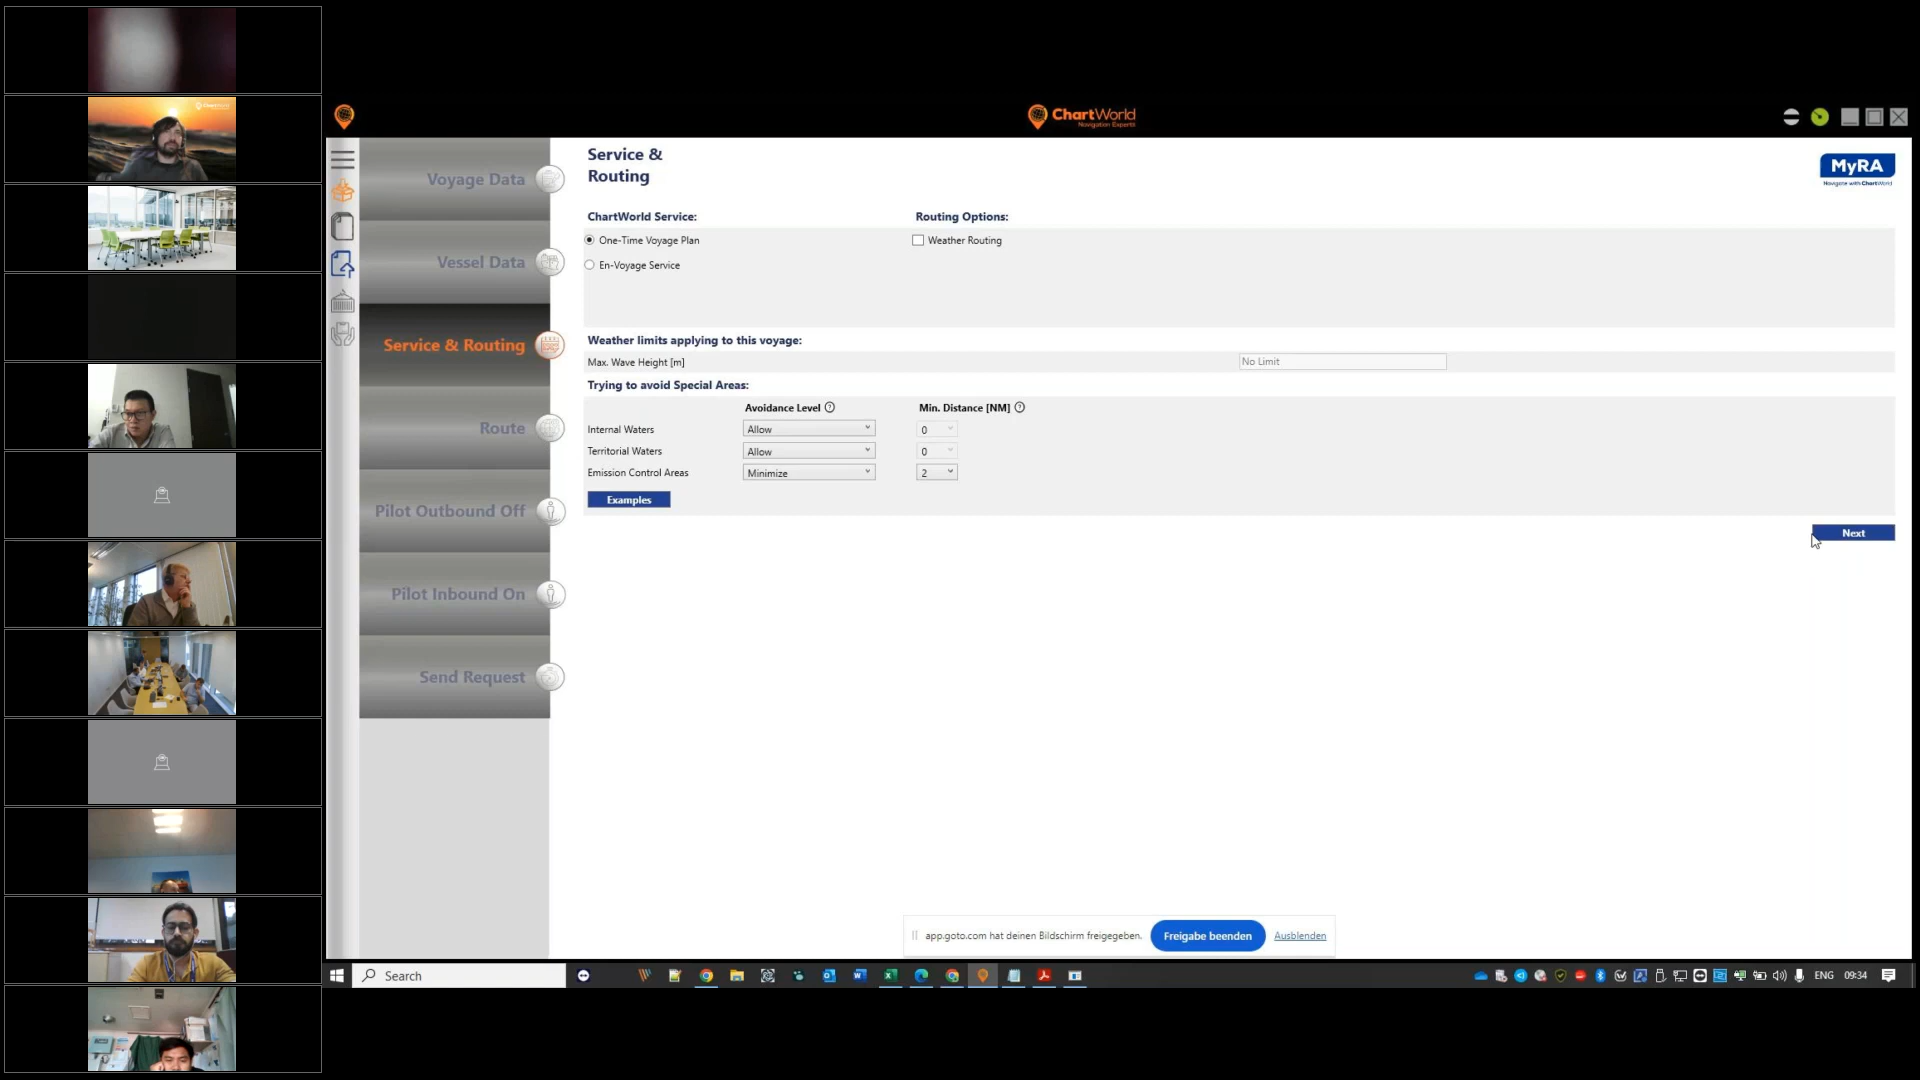 ChartWorld
Navigation Experts
Voyage Data
Vessel Data
Service & Routing
Route
Pilot Outbound Off
Pilot Inbound On
Send Request
Service &
Routing
MyRA
Navigate with ChartWorld
ChartWorld Service:
Routing Options:
One-Time Voyage Plan
Weather Routing
En-Voyage Service
Weather limits applying to this voyage:
Max. Wave Height [m]
No Limit
Trying to avoid Special Areas:
Avoidance Level ?
Min. Distance [NM] ?
Internal Waters
Allow
0
Territorial Waters
Allow
0
Emission Control Areas
Minimize
2
Examples
Next
app.goto.com hat deinen Bildschirm freigegeben.
Freigabe beenden
Ausblenden
Search
ENG
09:34